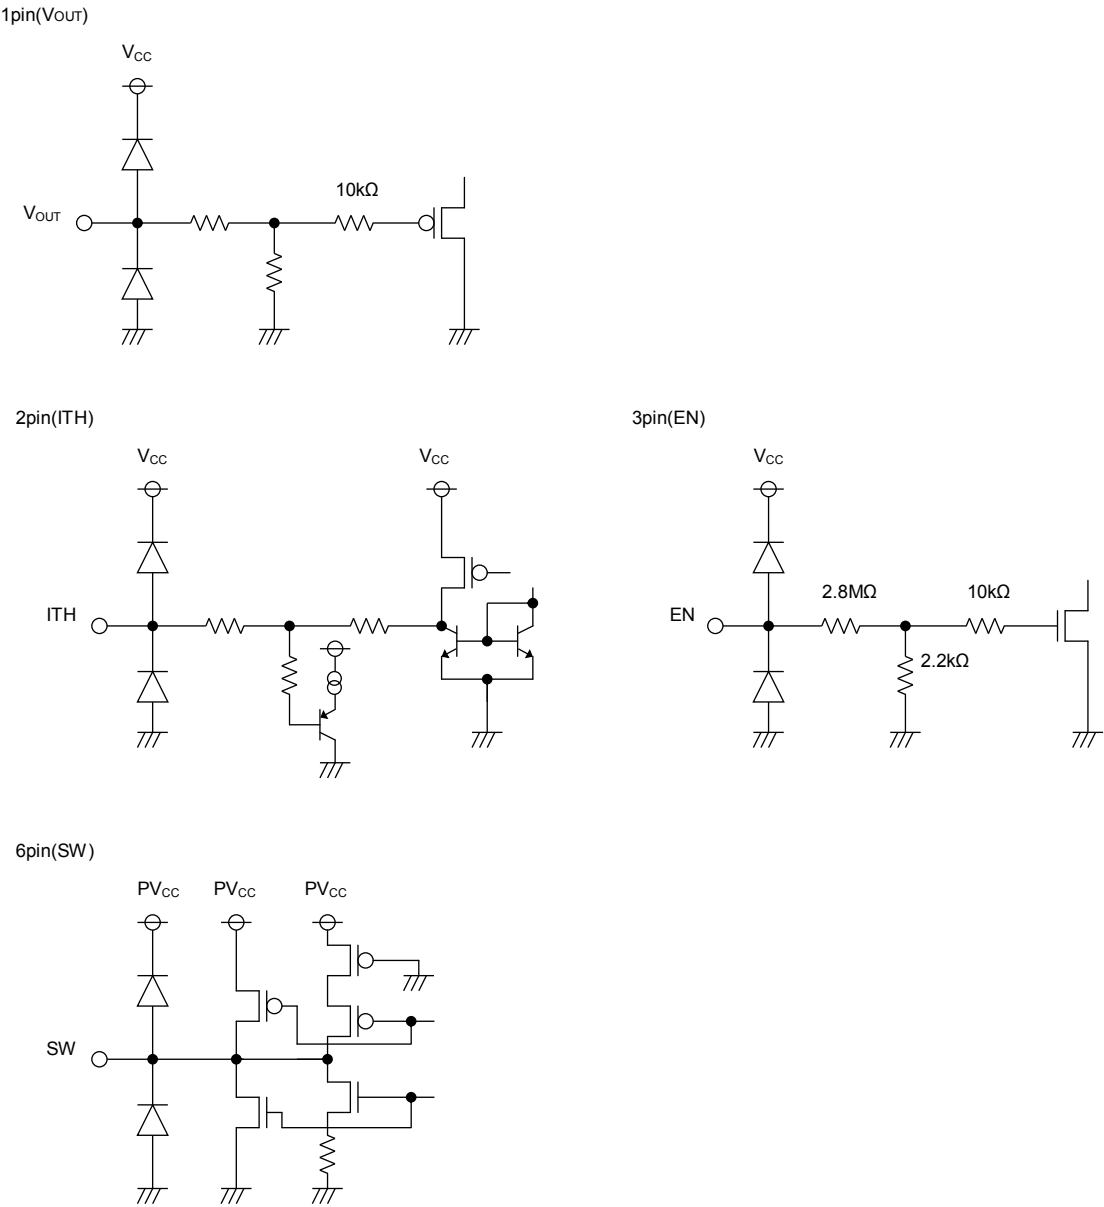 1pin(VOUT)
VCC
10kΩ
VOUT
2pin(ITH)
3pin(EN)
VCC
VCC
VCC
2.8MΩ
10kΩ
ITH
EN
2.2kΩ
6pin(SW)
PVCC
PVCC
PVCC
SW